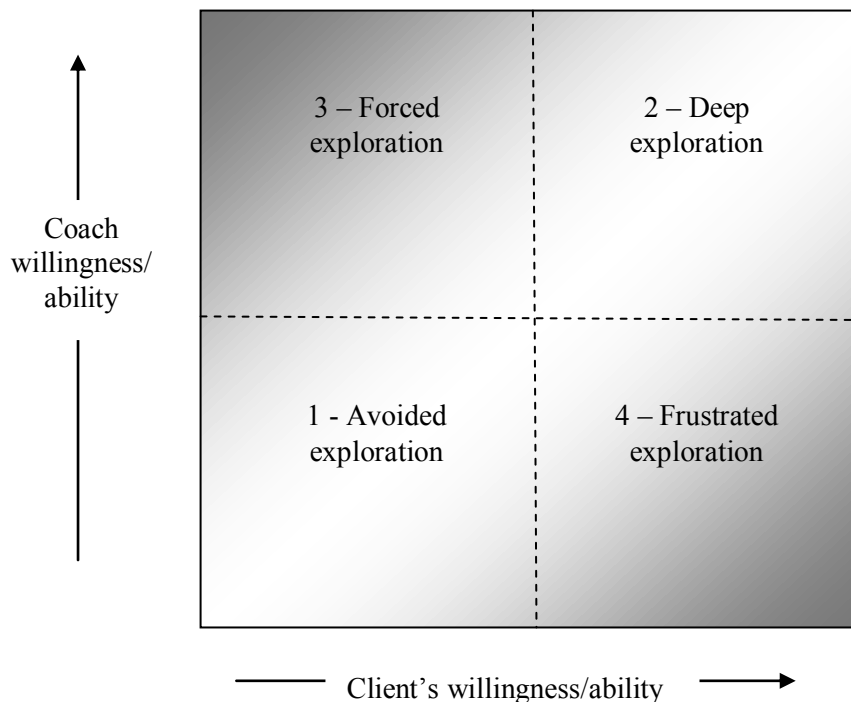 3 – Forced
exploration
2 – Deep
exploration
Coach
willingness/
ability
1 - Avoided
exploration
4 – Frustrated
exploration
Client’s willingness/ability